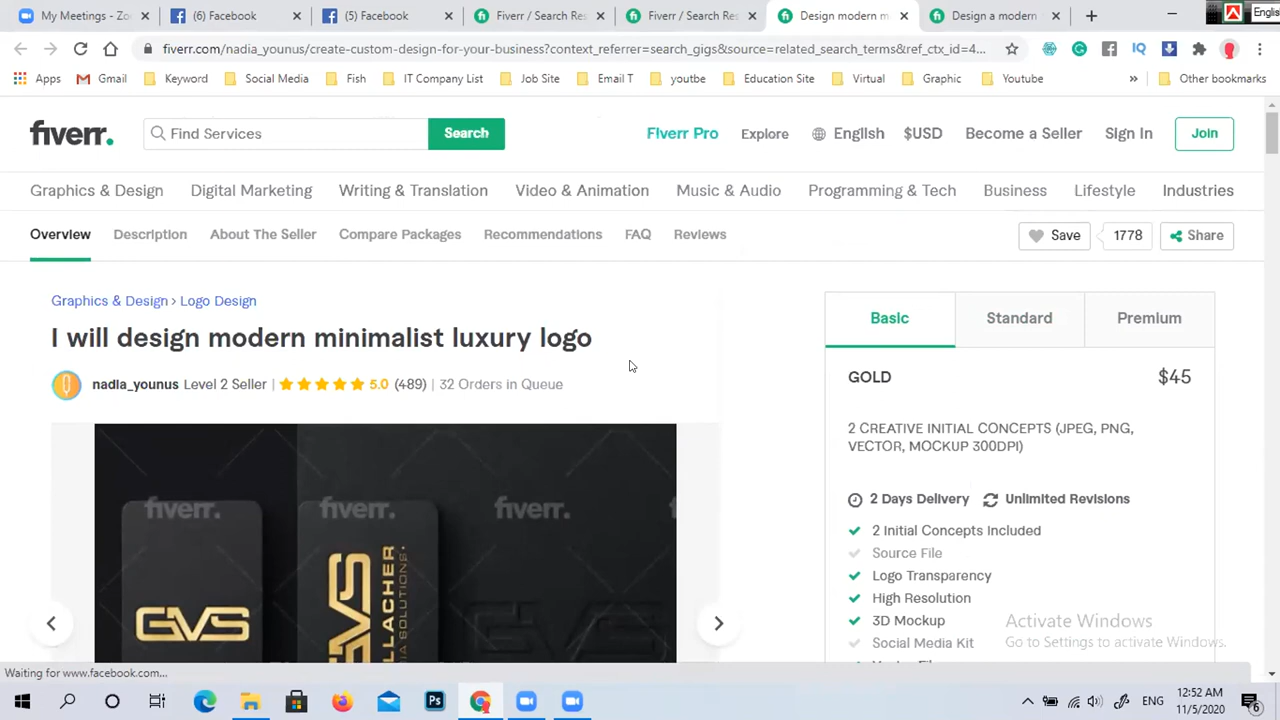 My Meetings - Zo
(6) Facebook
(5) Facebook
Fiverr / Search Res
Design modern m
Design modern
Englis
fiverr.com/nadia_younus/create-custom-design-for-your-business?context_referrer=search_gigs&source=related_search_terms&ref_ctx_id=4...
Apps
Gmail
Keyword
Social Media
Fish
IT Company List
Job Site
Email T
youtbe
Education Site
Virtual
Graphic
Youtube
»
Other bookmarks
fiverr.
Find Services
Search
Fiverr Pro
Explore
English
$USD
Become a Seller
Sign In
Join
Graphics & Design
Digital Marketing
Writing & Translation
Video & Animation
Music & Audio
Programming & Tech
Business
Lifestyle
Industries
Overview
Description
About The Seller
Compare Packages
Recommendations
FAQ
Reviews
Save
1778
Share
Graphics & Design › Logo Design
I will design modern minimalist luxury logo
nadia_younus Level 2 Seller | 5.0 (489) | 32 Orders in Queue
fiverr.
fiverr.
fiverr.
GVS
GVS
Basic
Standard
Premium
GOLD
$45
2 CREATIVE INITIAL CONCEPTS (JPEG, PNG,
VECTOR, MOCKUP 300DPI)
2 Days Delivery
Unlimited Revisions
2 Initial Concepts Included
Source File
Logo Transparency
High Resolution
3D Mockup
Social Media Kit
Activate Windows
Go to Settings to activate Windows.
Waiting for www.facebook.com...
Ps
ENG
12:52 AM
11/5/2020
6